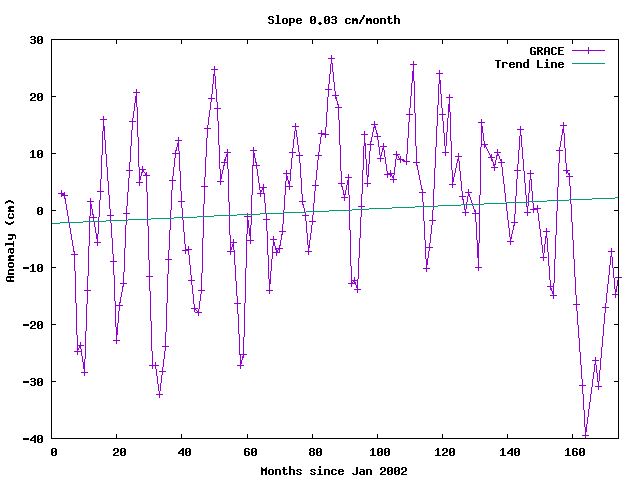 Slope 0.03 cm/month
GRACE
Trend Line
30
20
10
0
-10
-20
-30
-40
Anomaly (cm)
0 20 40 60 80 100 120 140 160
Months since Jan 2002